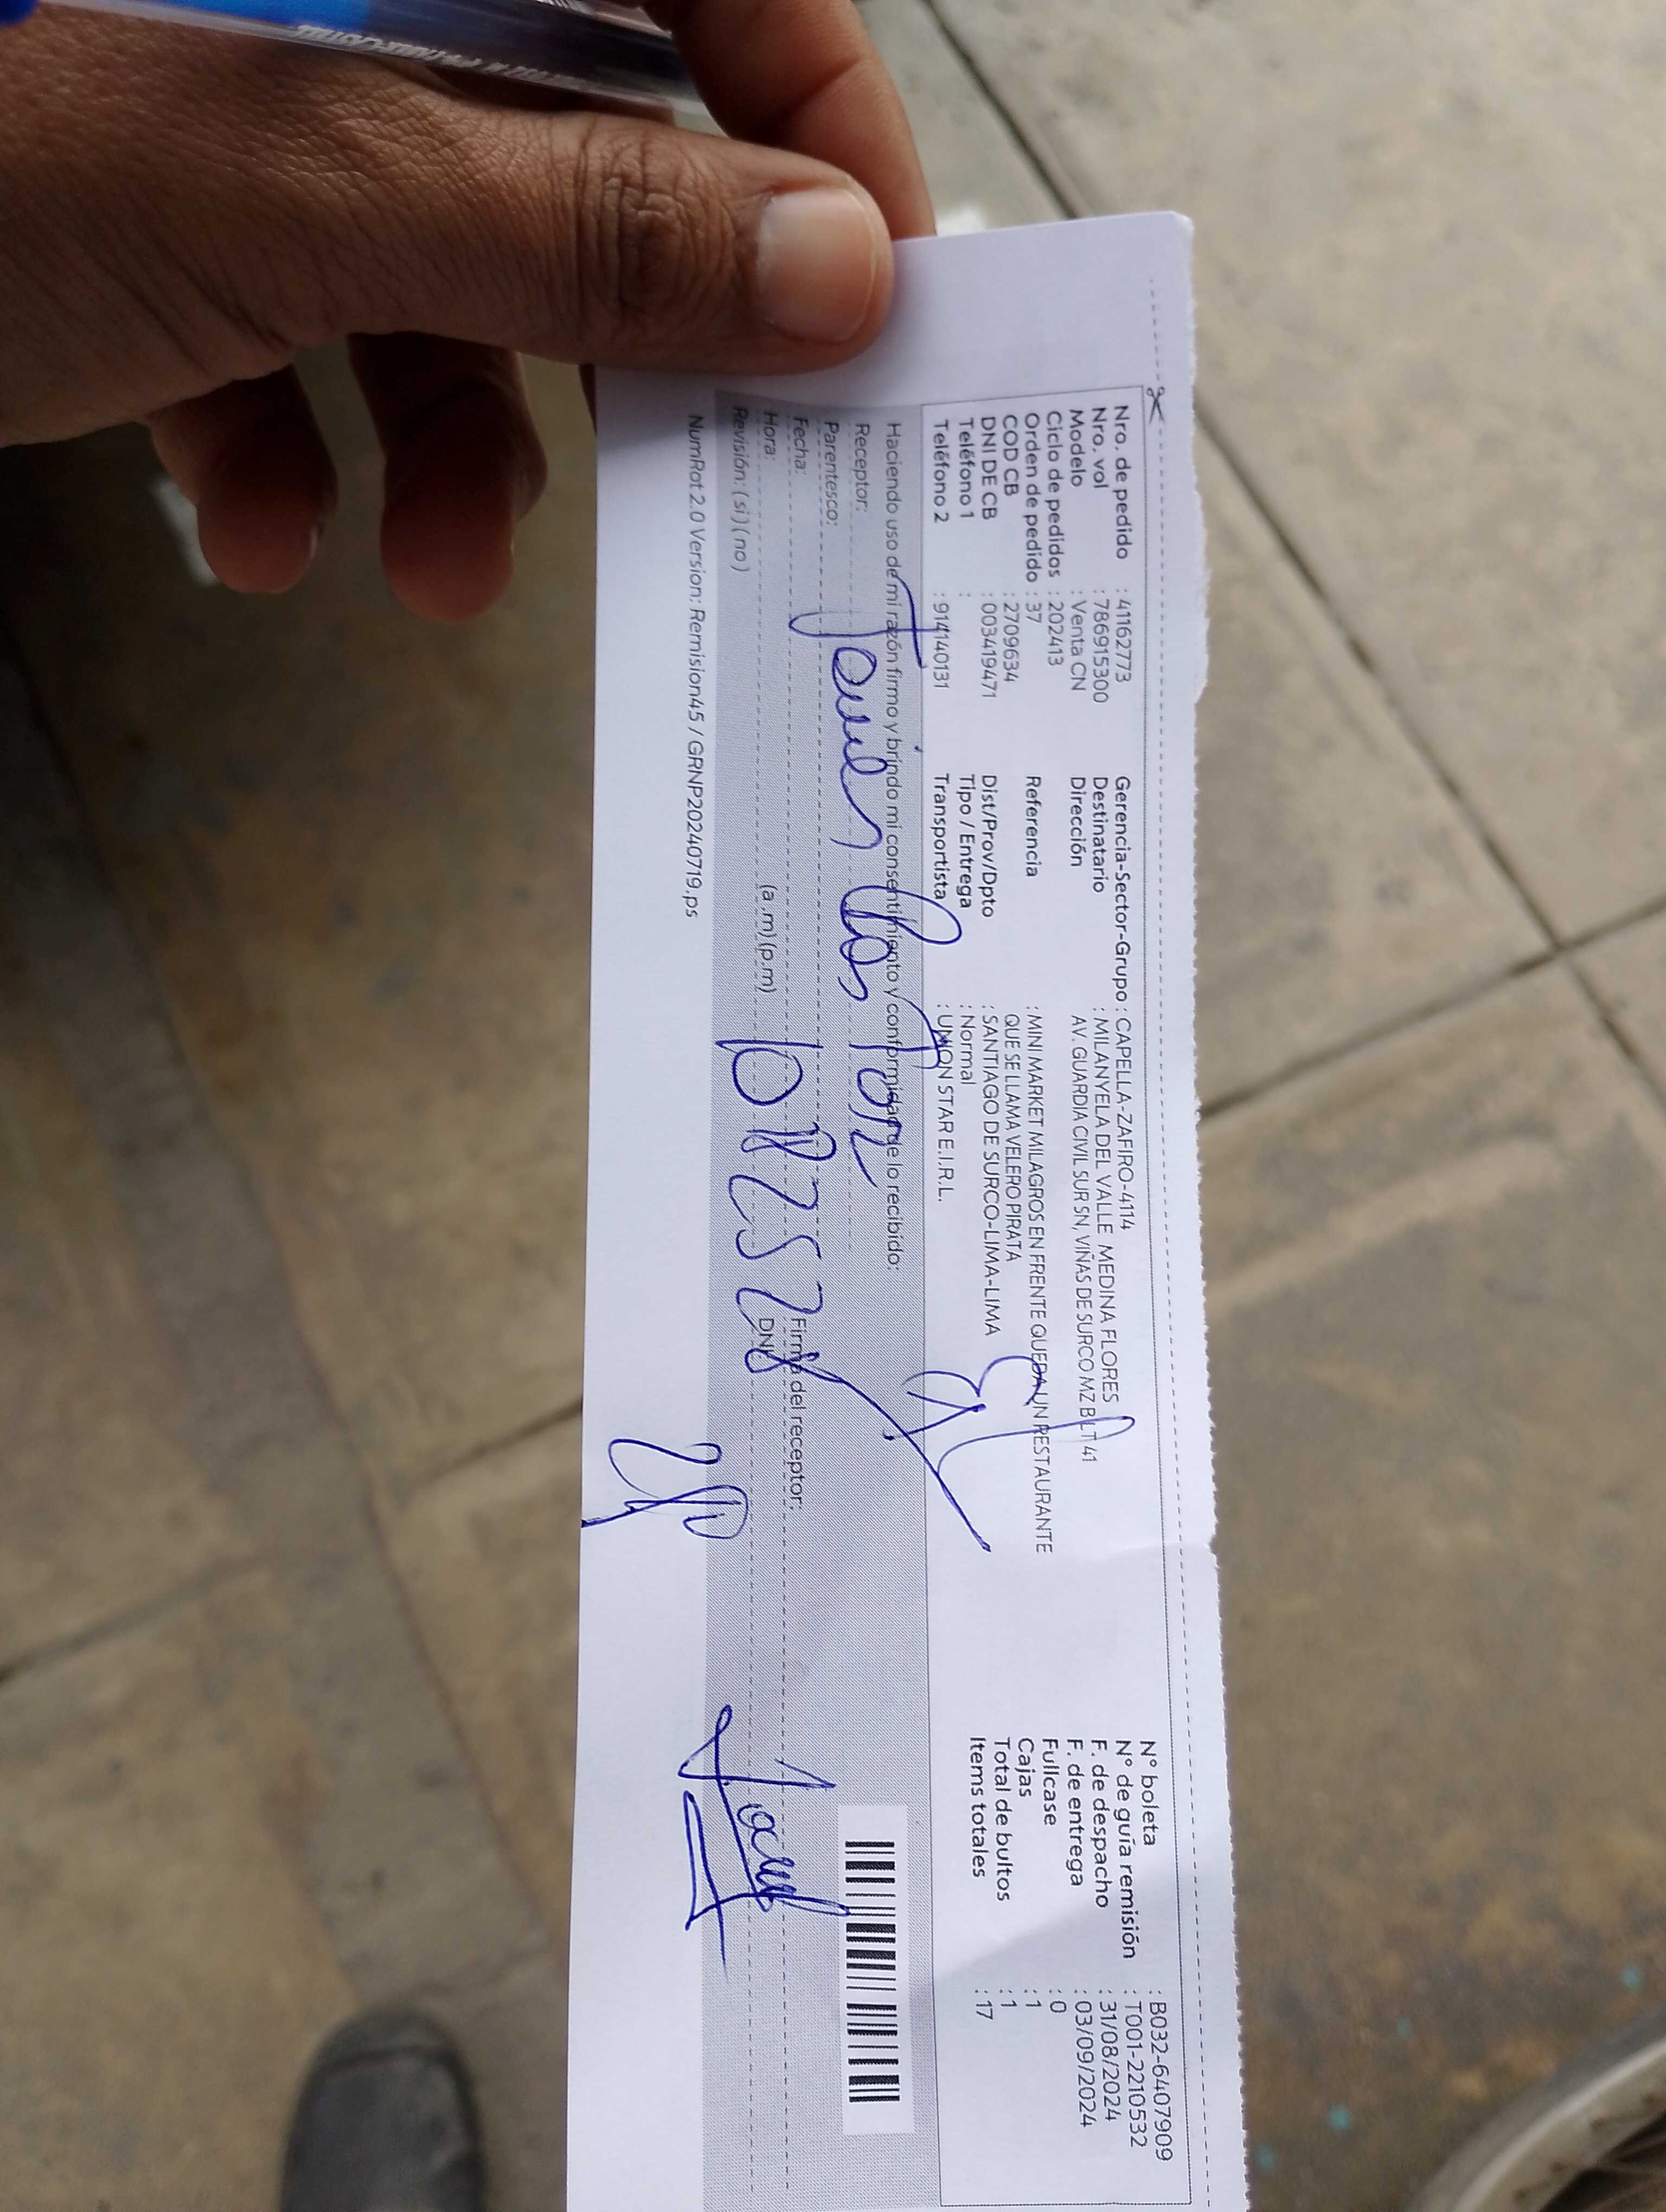 Nro. de pedido : 41162773
Nro. vol : 786915300
Modelo : Venta CN
Ciclo de pedidos : 202413
Orden de pedido : 37
COD CB : 2709634
DNI DE CB : 003419471
Teléfono 1 :
Teléfono 2 : 914140131
Gerencia-Sector-Grupo : CAPELLA-ZAFIRO-4114
Destinatario : MILANYELA DEL VALLE MEDINA FLORES
Dirección AV. GUARDIA CIVIL SUR SN, VIÑAS DE SURCO MZ B LT 41
Referencia : MINI MARKET MILAGROS EN FRENTE QUEDA UN RESTAURANTE
QUE SE LLAMA VELERO PIRATA
Dist/Prov/Dpto : SANTIAGO DE SURCO-LIMA-LIMA
Tipo / Entrega : Normal
Transportista : UNION STAR E.I.R.L.
N° boleta : B032-6407909
N° de guía remisión : T001-2210532
F. de despacho : 31/08/2024
F. de entrega : 03/09/2024
Fullcase : 0
Cajas : 1
Total de bultos : 1
Items totales : 17
Haciendo uso de mi razón firmo y brindo mi consentimiento y conformidad de lo recibido:
Receptor:
Parentesco:
Fecha:
Hora: (a.m) (p.m)
Revisión: (si) (no)
Firma del receptor:
DNI:
NumRot 2.0 Version: Remision45 / GRNP20240719.ps